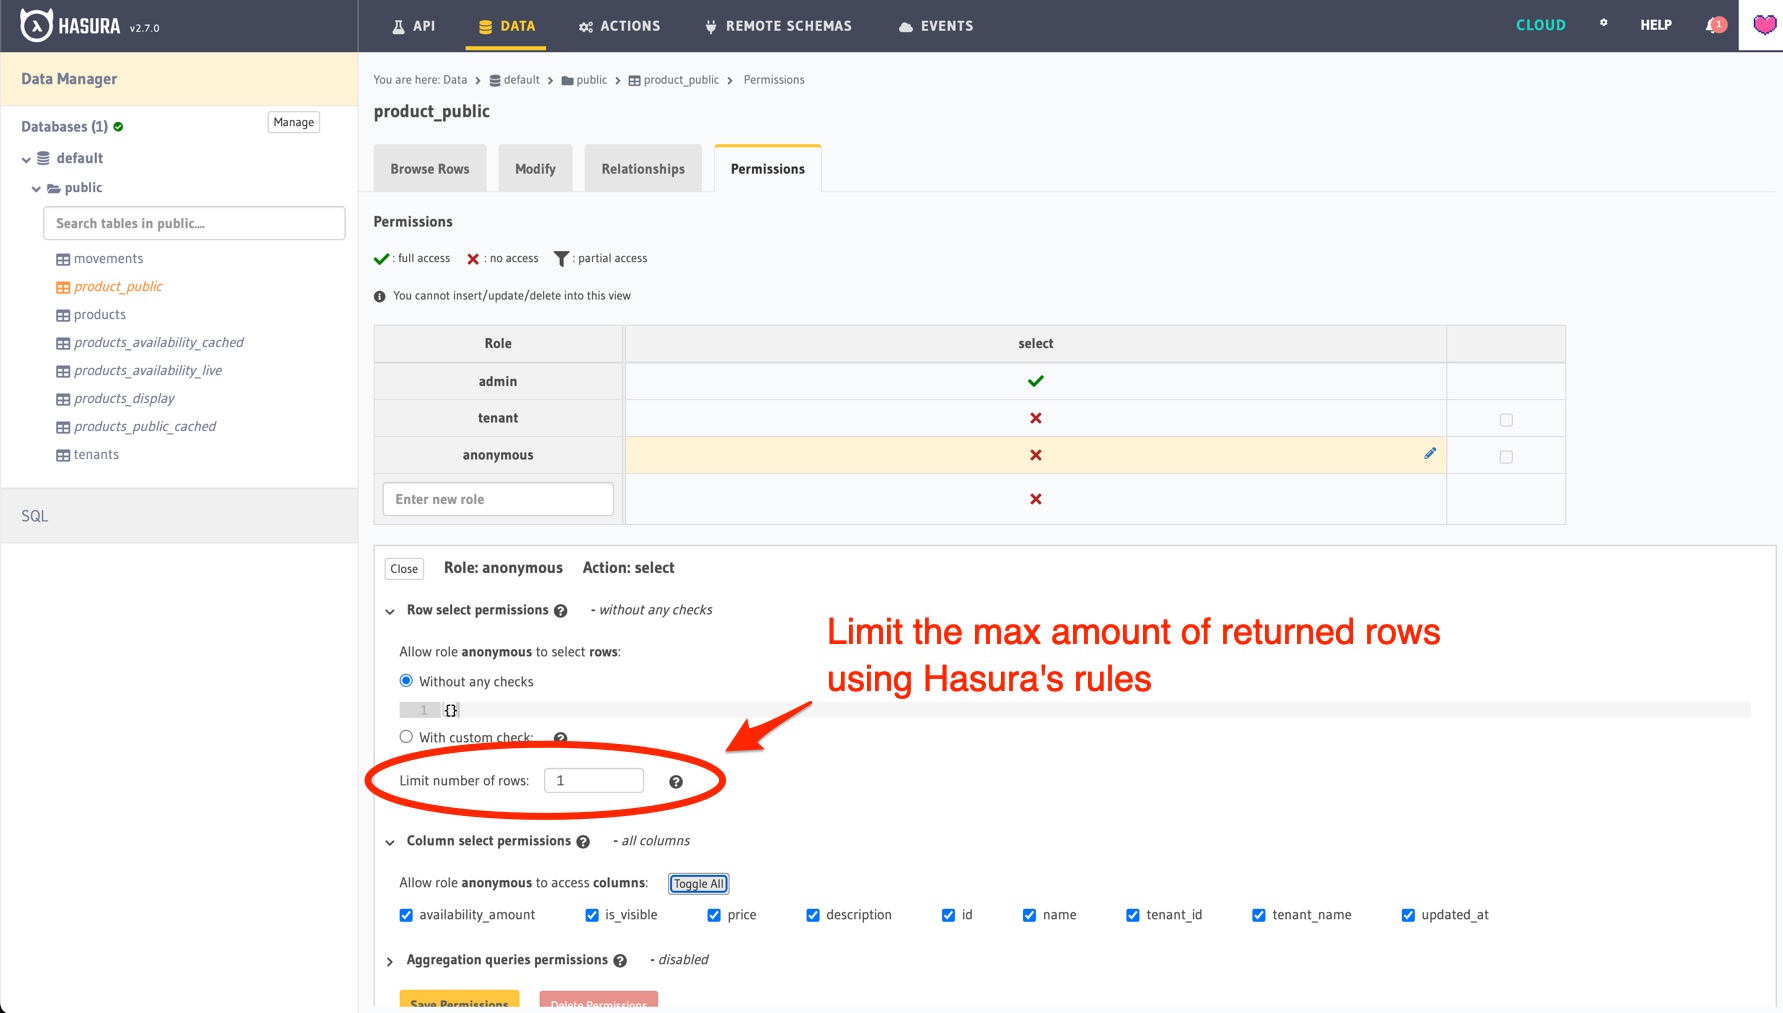 HASURA v2.7.0
API
DATA
ACTIONS
REMOTE SCHEMAS
EVENTS
CLOUD
HELP
1
Data Manager
Databases (1)
Manage
default
public
Search tables in public....
movements
product_public
products
products_availability_cached
products_availability_live
products_display
products_public_cached
tenants
SQL
You are here: Data > default > public > product_public > Permissions
product_public
Browse Rows
Modify
Relationships
Permissions
Permissions
: full access : no access : partial access
You cannot insert/update/delete into this view
Role select
admin
tenant
anonymous
Enter new role
Close Role: anonymous Action: select
Row select permissions - without any checks
Allow role anonymous to select rows:
Without any checks
1 {}
With custom check:
Limit number of rows: 1
Limit the max amount of returned rows
using Hasura's rules
Column select permissions - all columns
Allow role anonymous to access columns: Toggle All
availability_amount is_visible price description id name tenant_id tenant_name updated_at
Aggregation queries permissions - disabled
Save Permissions Delete Permissions